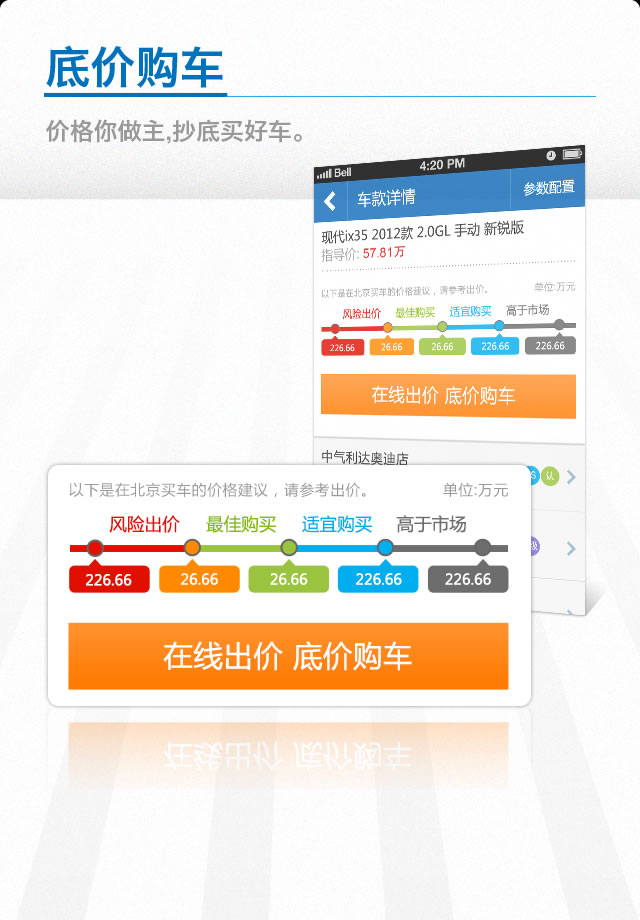 底价购车
价格你做主,抄底买好车。
Bell 4:20 PM
车款详情 参数配置
现代ix35 2012款 2.0GL 手动 新锐版
指导价: 57.81万
以下是在北京买车的价格建议，请参考出价。 单位:万元
风险出价 最佳购买 适宜购买 高于市场
226.66 26.66 26.66 226.66 226.66
在线出价 底价购车
中气利达奥迪店
S 认
级
以下是在北京买车的价格建议，请参考出价。 单位:万元
风险出价 最佳购买 适宜购买 高于市场
226.66 26.66 26.66 226.66 226.66
在线出价 底价购车
在线出价 底价购车